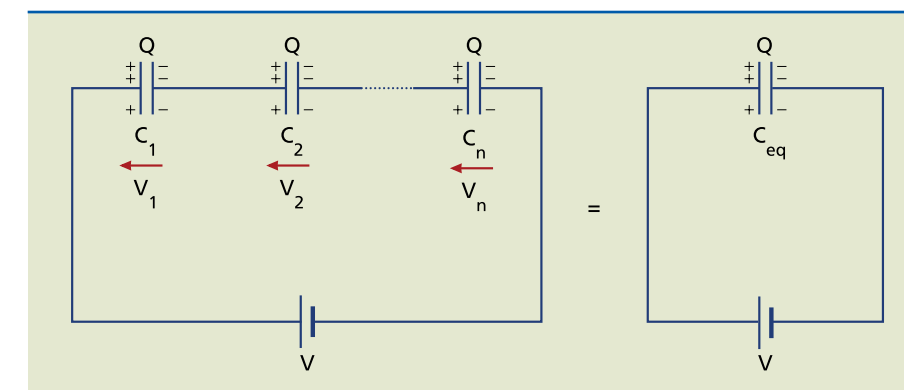 Q Q Q Q
+ − + − + − + −
+ − + − + − + −
+ − + − + − + −
C1 C2 Cn Ceq
V1 V2 Vn
=
V V